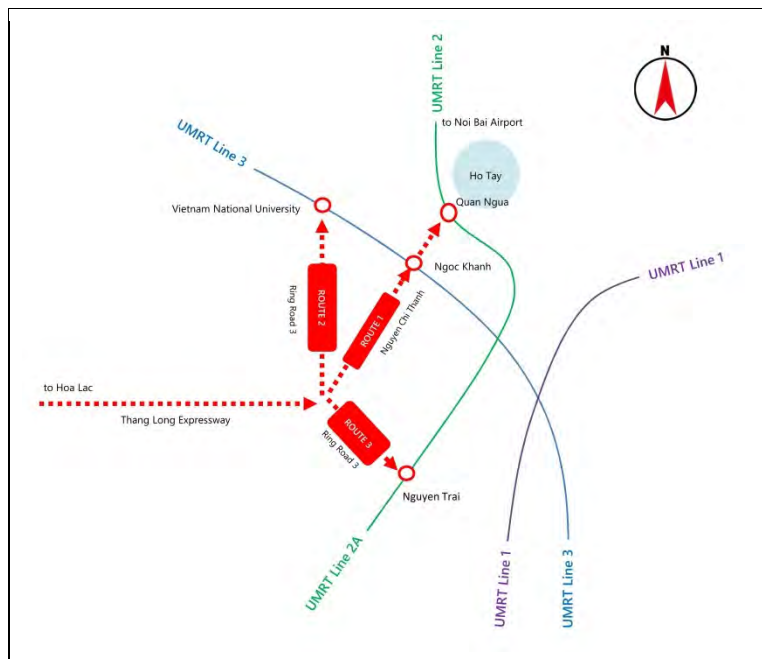 N
UMRT Line 2
to Noi Bai Airport
UMRT Line 3
Ho Tay
Vietnam National University
Quan Ngua
Ngoc Khanh
UMRT Line 1
Ring Road 3
ROUTE 2
ROUTE 1
Nguyen Chi Thanh
to Hoa Lac
Thang Long Expressway
ROUTE 3
Ring Road 3
Nguyen Trai
UMRT Line 2A
UMRT Line 1
UMRT Line 3